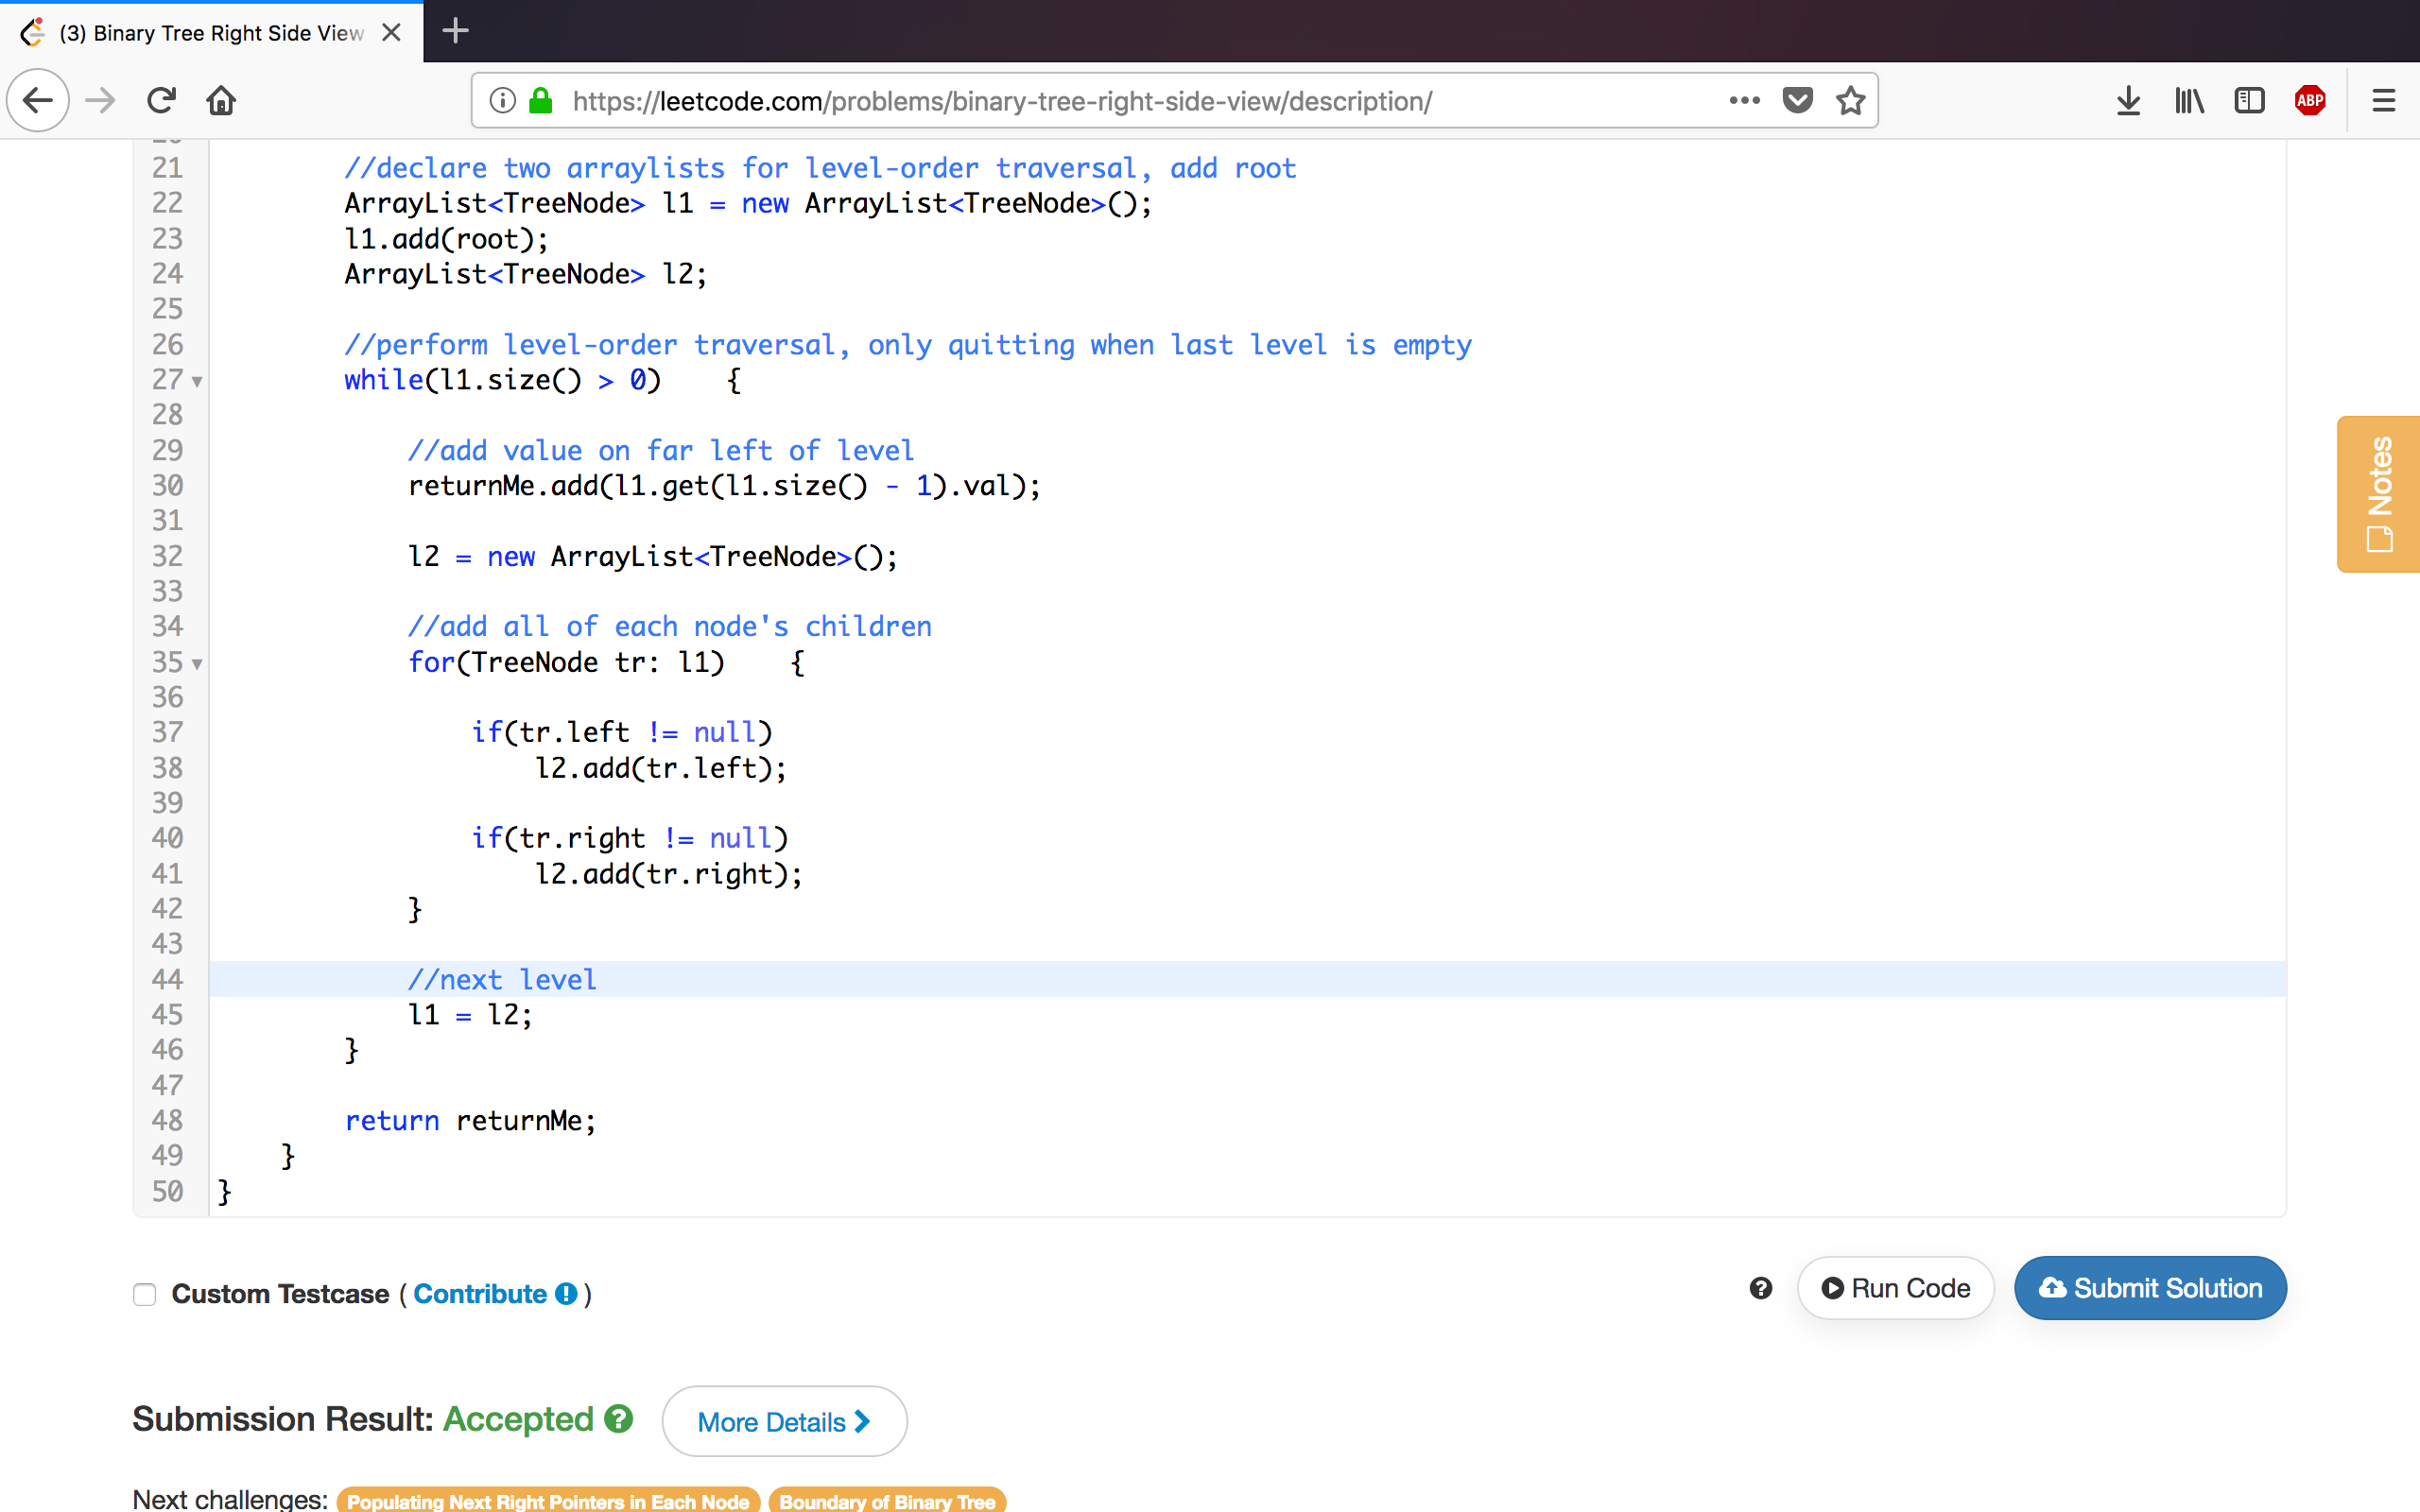 (3) Binary Tree Right Side View
https://leetcode.com/problems/binary-tree-right-side-view/description/
ABP
21 //declare two arraylists for level-order traversal, add root
22 ArrayList<TreeNode> l1 = new ArrayList<TreeNode>();
23 l1.add(root);
24 ArrayList<TreeNode> l2;
25
26 //perform level-order traversal, only quitting when last level is empty
27 while(l1.size() > 0)    {
28
29 //add value on far left of level
30 returnMe.add(l1.get(l1.size() - 1).val);
31
32 l2 = new ArrayList<TreeNode>();
33
34 //add all of each node's children
35 for(TreeNode tr: l1)    {
36
37 if(tr.left != null)
38 l2.add(tr.left);
39
40 if(tr.right != null)
41 l2.add(tr.right);
42 }
43
44 //next level
45 l1 = l2;
46 }
47
48 return returnMe;
49 }
50 }
Notes
Custom Testcase ( Contribute )
Run Code
Submit Solution
Submission Result: Accepted
More Details
Next challenges: Populating Next Right Pointers in Each Node Boundary of Binary Tree